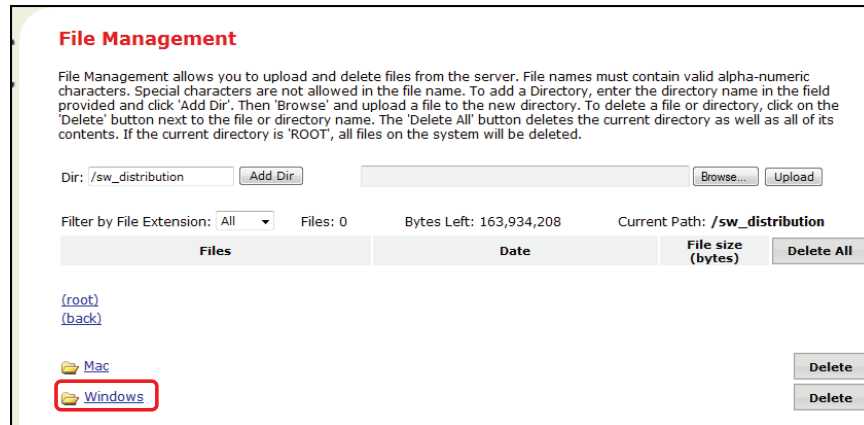 File Management
File Management allows you to upload and delete files from the server. File names must contain valid alpha-numeric
characters. Special characters are not allowed in the file name. To add a Directory, enter the directory name in the field
provided and click 'Add Dir'. Then 'Browse' and upload a file to the new directory. To delete a file or directory, click on the
'Delete' button next to the file or directory name. The 'Delete All' button deletes the current directory as well as all of its
contents. If the current directory is 'ROOT', all files on the system will be deleted.
Dir: /sw_distribution Add Dir Browse... Upload
Filter by File Extension: All Files: 0 Bytes Left: 163,934,208 Current Path: /sw_distribution
Files Date File size (bytes) Delete All
(root)
(back)
Mac Delete
Windows Delete